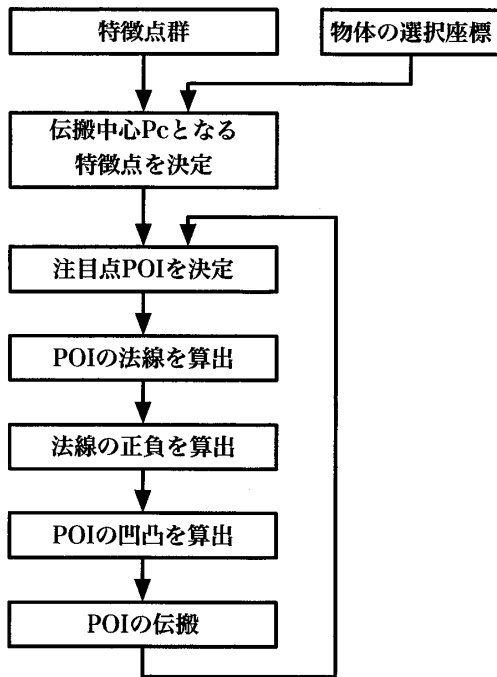 特徴点群
物体の選択座標
伝搬中心Pcとなる
特徴点を決定
注目点POIを決定
POIの法線を算出
法線の正負を算出
POIの凹凸を算出
POIの伝搬